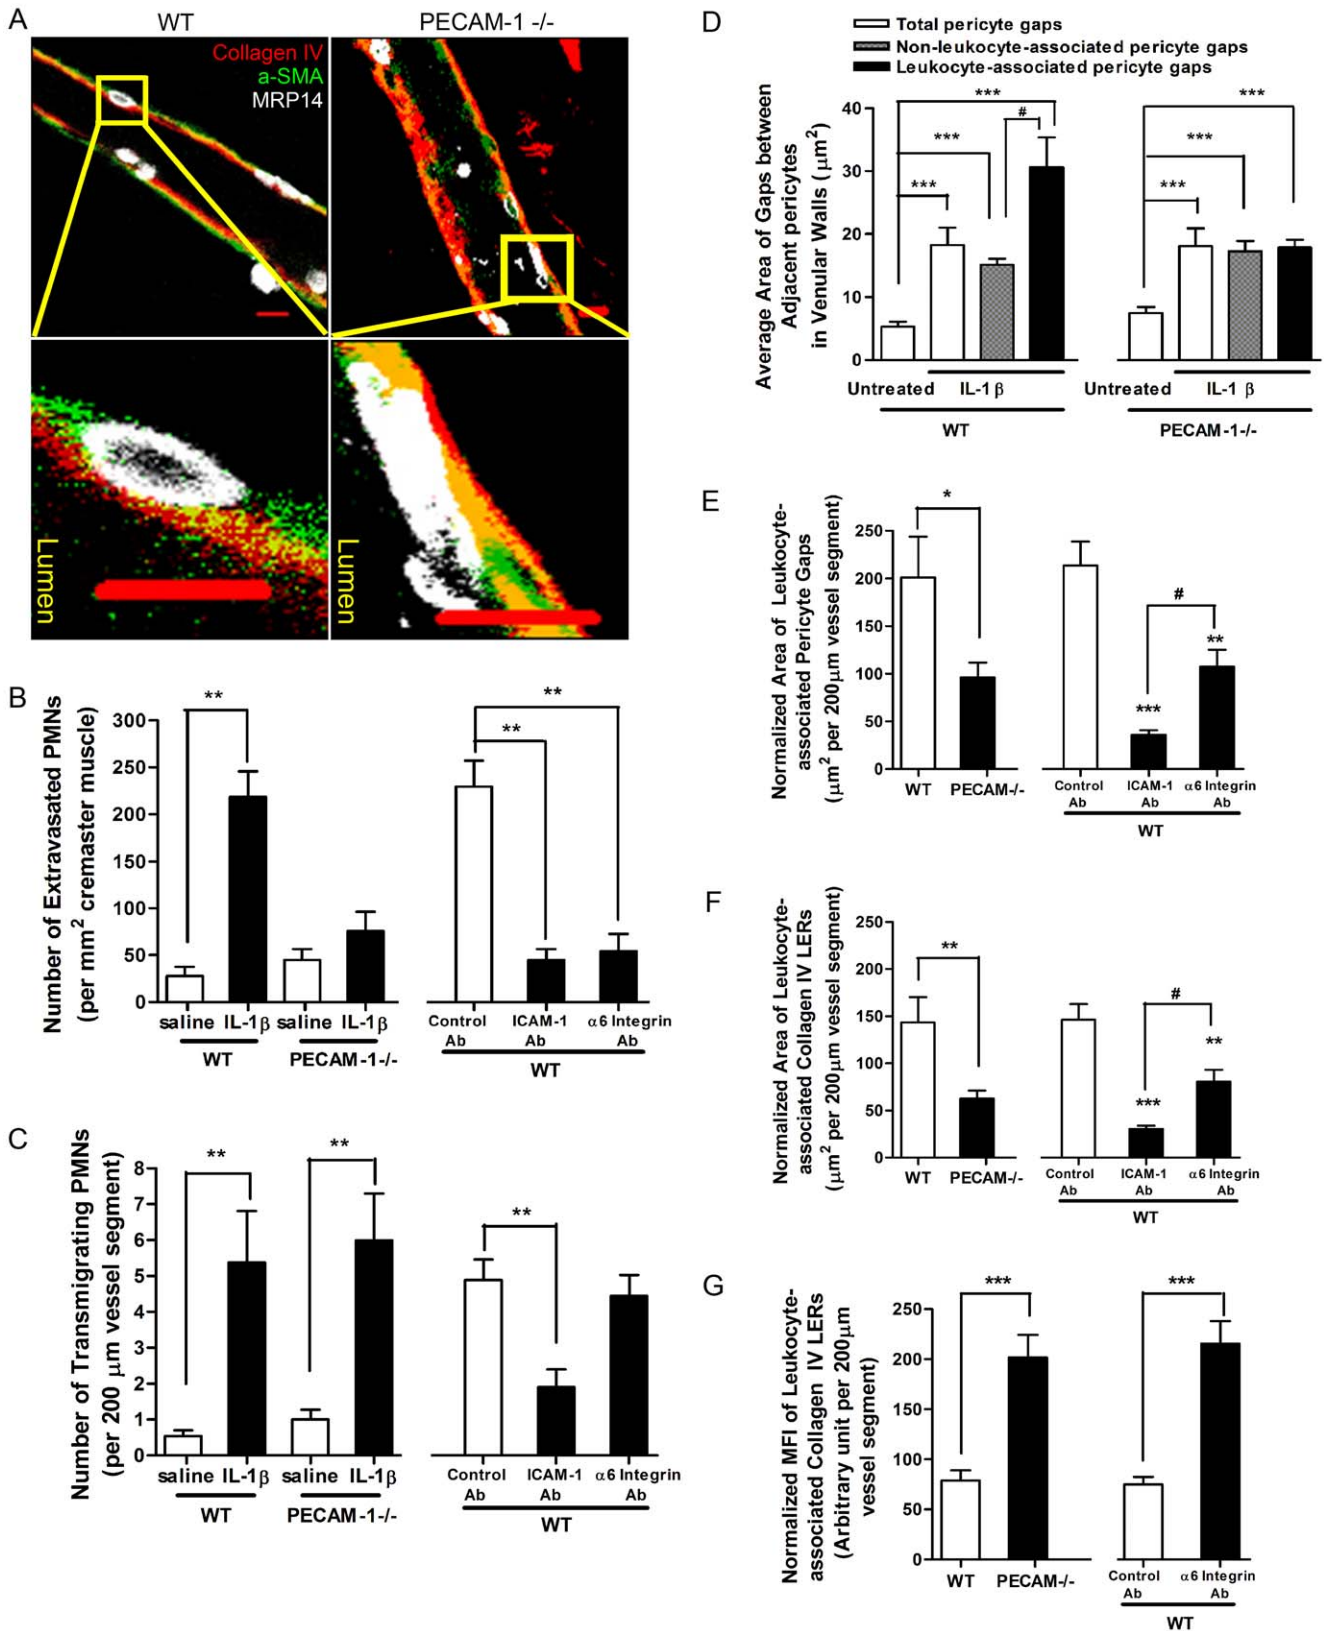 A
WT
PECAM-1 -/-
Collagen IV
a-SMA
MRP14
Lumen
Lumen
B
Number of Extravasated PMNs
(per mm² cremaster muscle)
300
250
200
150
100
50
0
**
**
**
saline IL-1β saline IL-1β
WT
PECAM-1-/-
Control Ab
ICAM-1 Ab
α6 Integrin Ab
WT
C
Number of Transmigrating PMNs
(per 200 μm vessel segment)
8
7
6
5
4
3
2
1
0
**
**
**
saline IL-1β saline IL-1β
WT
PECAM-1-/-
Control Ab
ICAM-1 Ab
α6 Integrin Ab
WT
D
Total pericyte gaps
Non-leukocyte-associated pericyte gaps
Leukocyte-associated pericyte gaps
Average Area of Gaps between
Adjacent pericytes
in Venular Walls (μm²)
40
30
20
10
0
***
#
***
***
***
***
***
Untreated IL-1 β
WT
Untreated IL-1 β
PECAM-1-/-
E
Normalized Area of Leukocyte-
associated Pericyte Gaps
(μm² per 200μm vessel segment)
250
200
150
100
50
0
*
#
**
***
WT PECAM-/-
Control Ab
ICAM-1 Ab
α6 Integrin Ab
WT
F
Normalized Area of Leukocyte-
associated Collagen IV LERs
(μm² per 200μm vessel segment)
250
200
150
100
50
0
**
#
**
***
WT PECAM-/-
Control Ab
ICAM-1 Ab
α6 Integrin Ab
WT
G
Normalized MFI of Leukocyte-
associated Collagen IV LERs
(Arbitrary unit per 200μm
vessel segment)
250
200
150
100
50
0
***
***
WT PECAM-/-
Control Ab
α6 Integrin Ab
WT